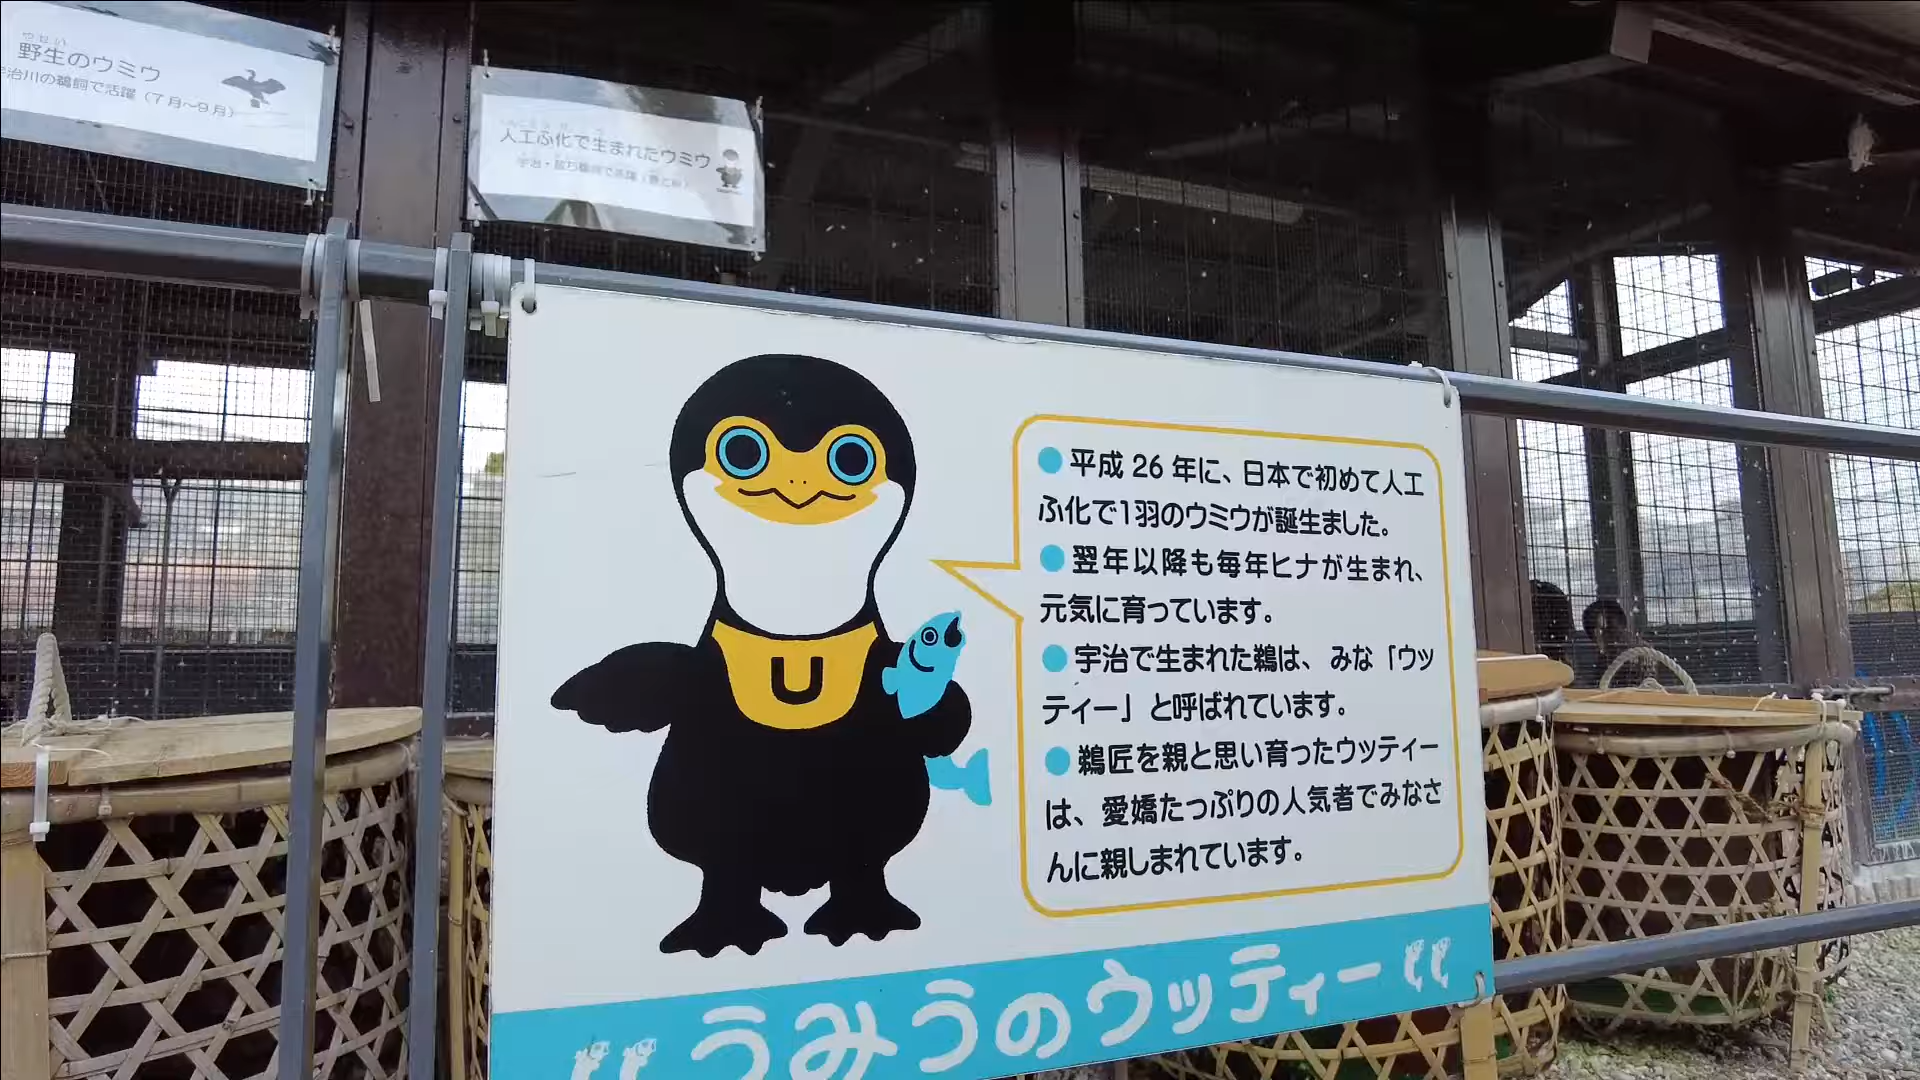 やせい
野生のウミウ
宇治川の鵜飼で活躍（7月～9月）
人工ふ化で生まれたウミウ
U
●平成26年に、日本で初めて人工
ふ化で1羽のウミウが誕生ました。
●翌年以降も毎年ヒナが生まれ、
元気に育っています。
●宇治で生まれた鵜は、みな「ウッ
ティー」と呼ばれています。
●鵜匠を親と思い育ったウッティー
は、愛嬌たっぷりの人気者でみなさ
んに親しまれています。
うみうのウッティー